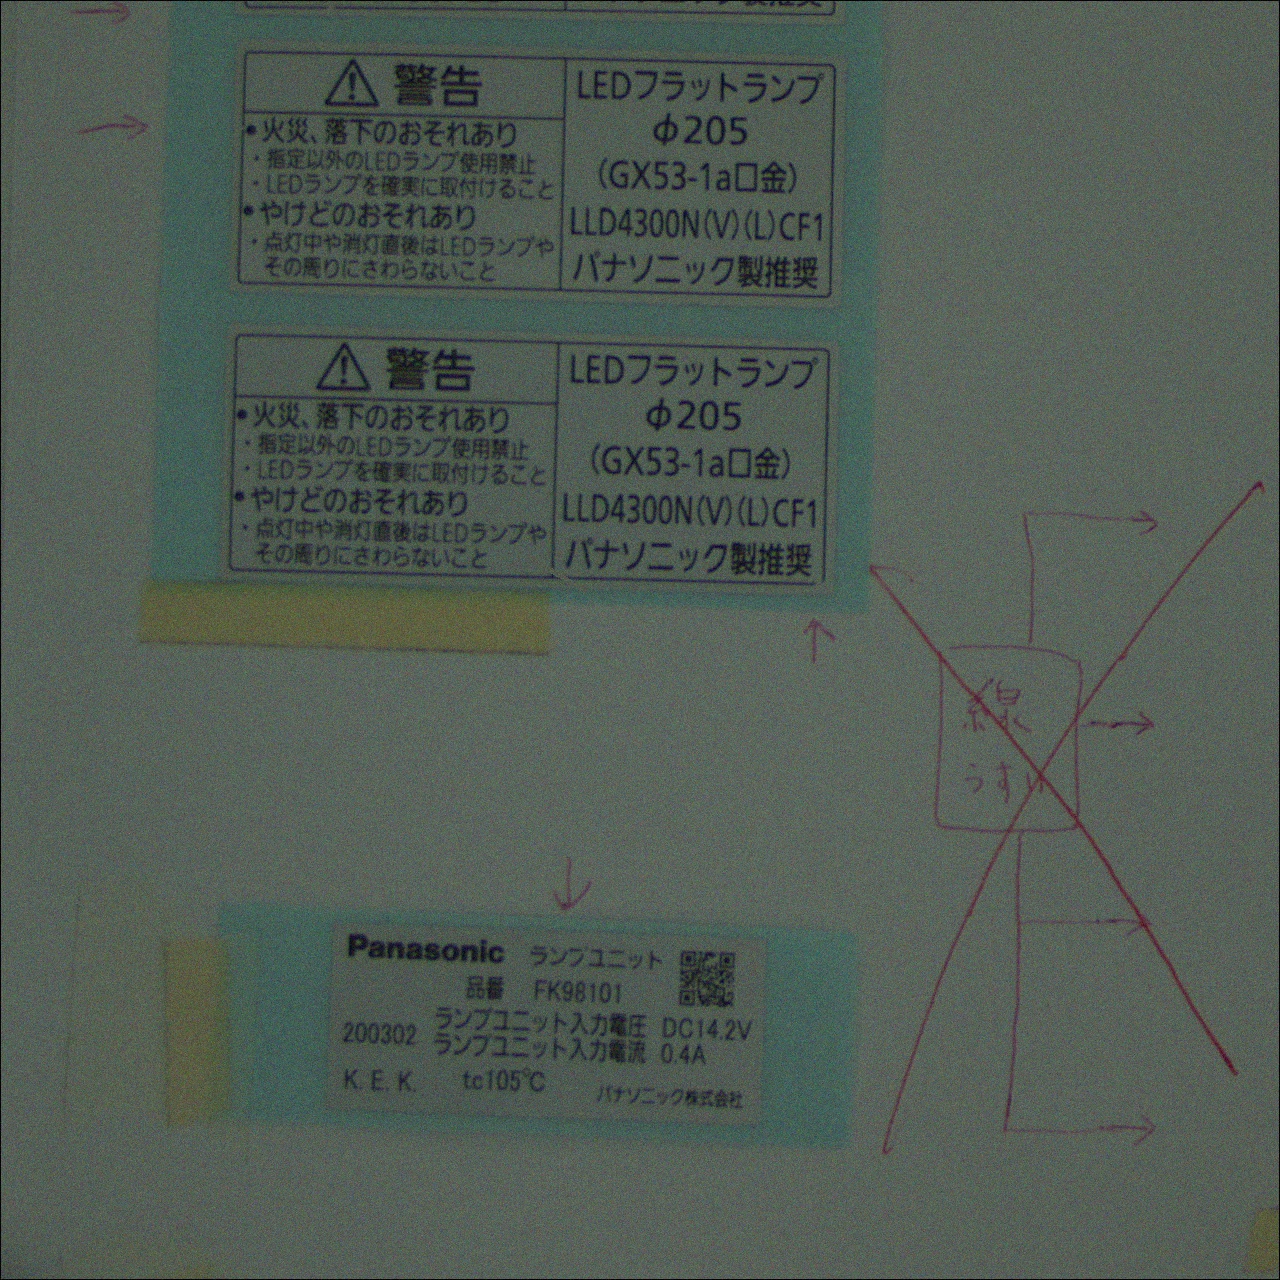 パナソニック製推奨
⚠ 警告
•火災、落下のおそれあり
・指定以外のLEDランプ使用禁止
・LEDランプを確実に取付けること
•やけどのおそれあり
・点灯中や消灯直後はLEDランプや
その周りにさわらないこと
LEDフラットランプ
φ205
(GX53-1a口金)
LLD4300N(V)(L)CF1
パナソニック製推奨
⚠ 警告
•火災、落下のおそれあり
・指定以外のLEDランプ使用禁止
・LEDランプを確実に取付けること
•やけどのおそれあり
・点灯中や消灯直後はLEDランプや
その周りにさわらないこと
LEDフラットランプ
φ205
(GX53-1a口金)
LLD4300N(V)(L)CF1
パナソニック製推奨
線
うすい
Panasonic ランプユニット
品番 FK98101
200302
ランプユニット入力電圧 DC14.2V
ランプユニット入力電流 0.4A
K.E.K. tc105℃ パナソニック株式会社